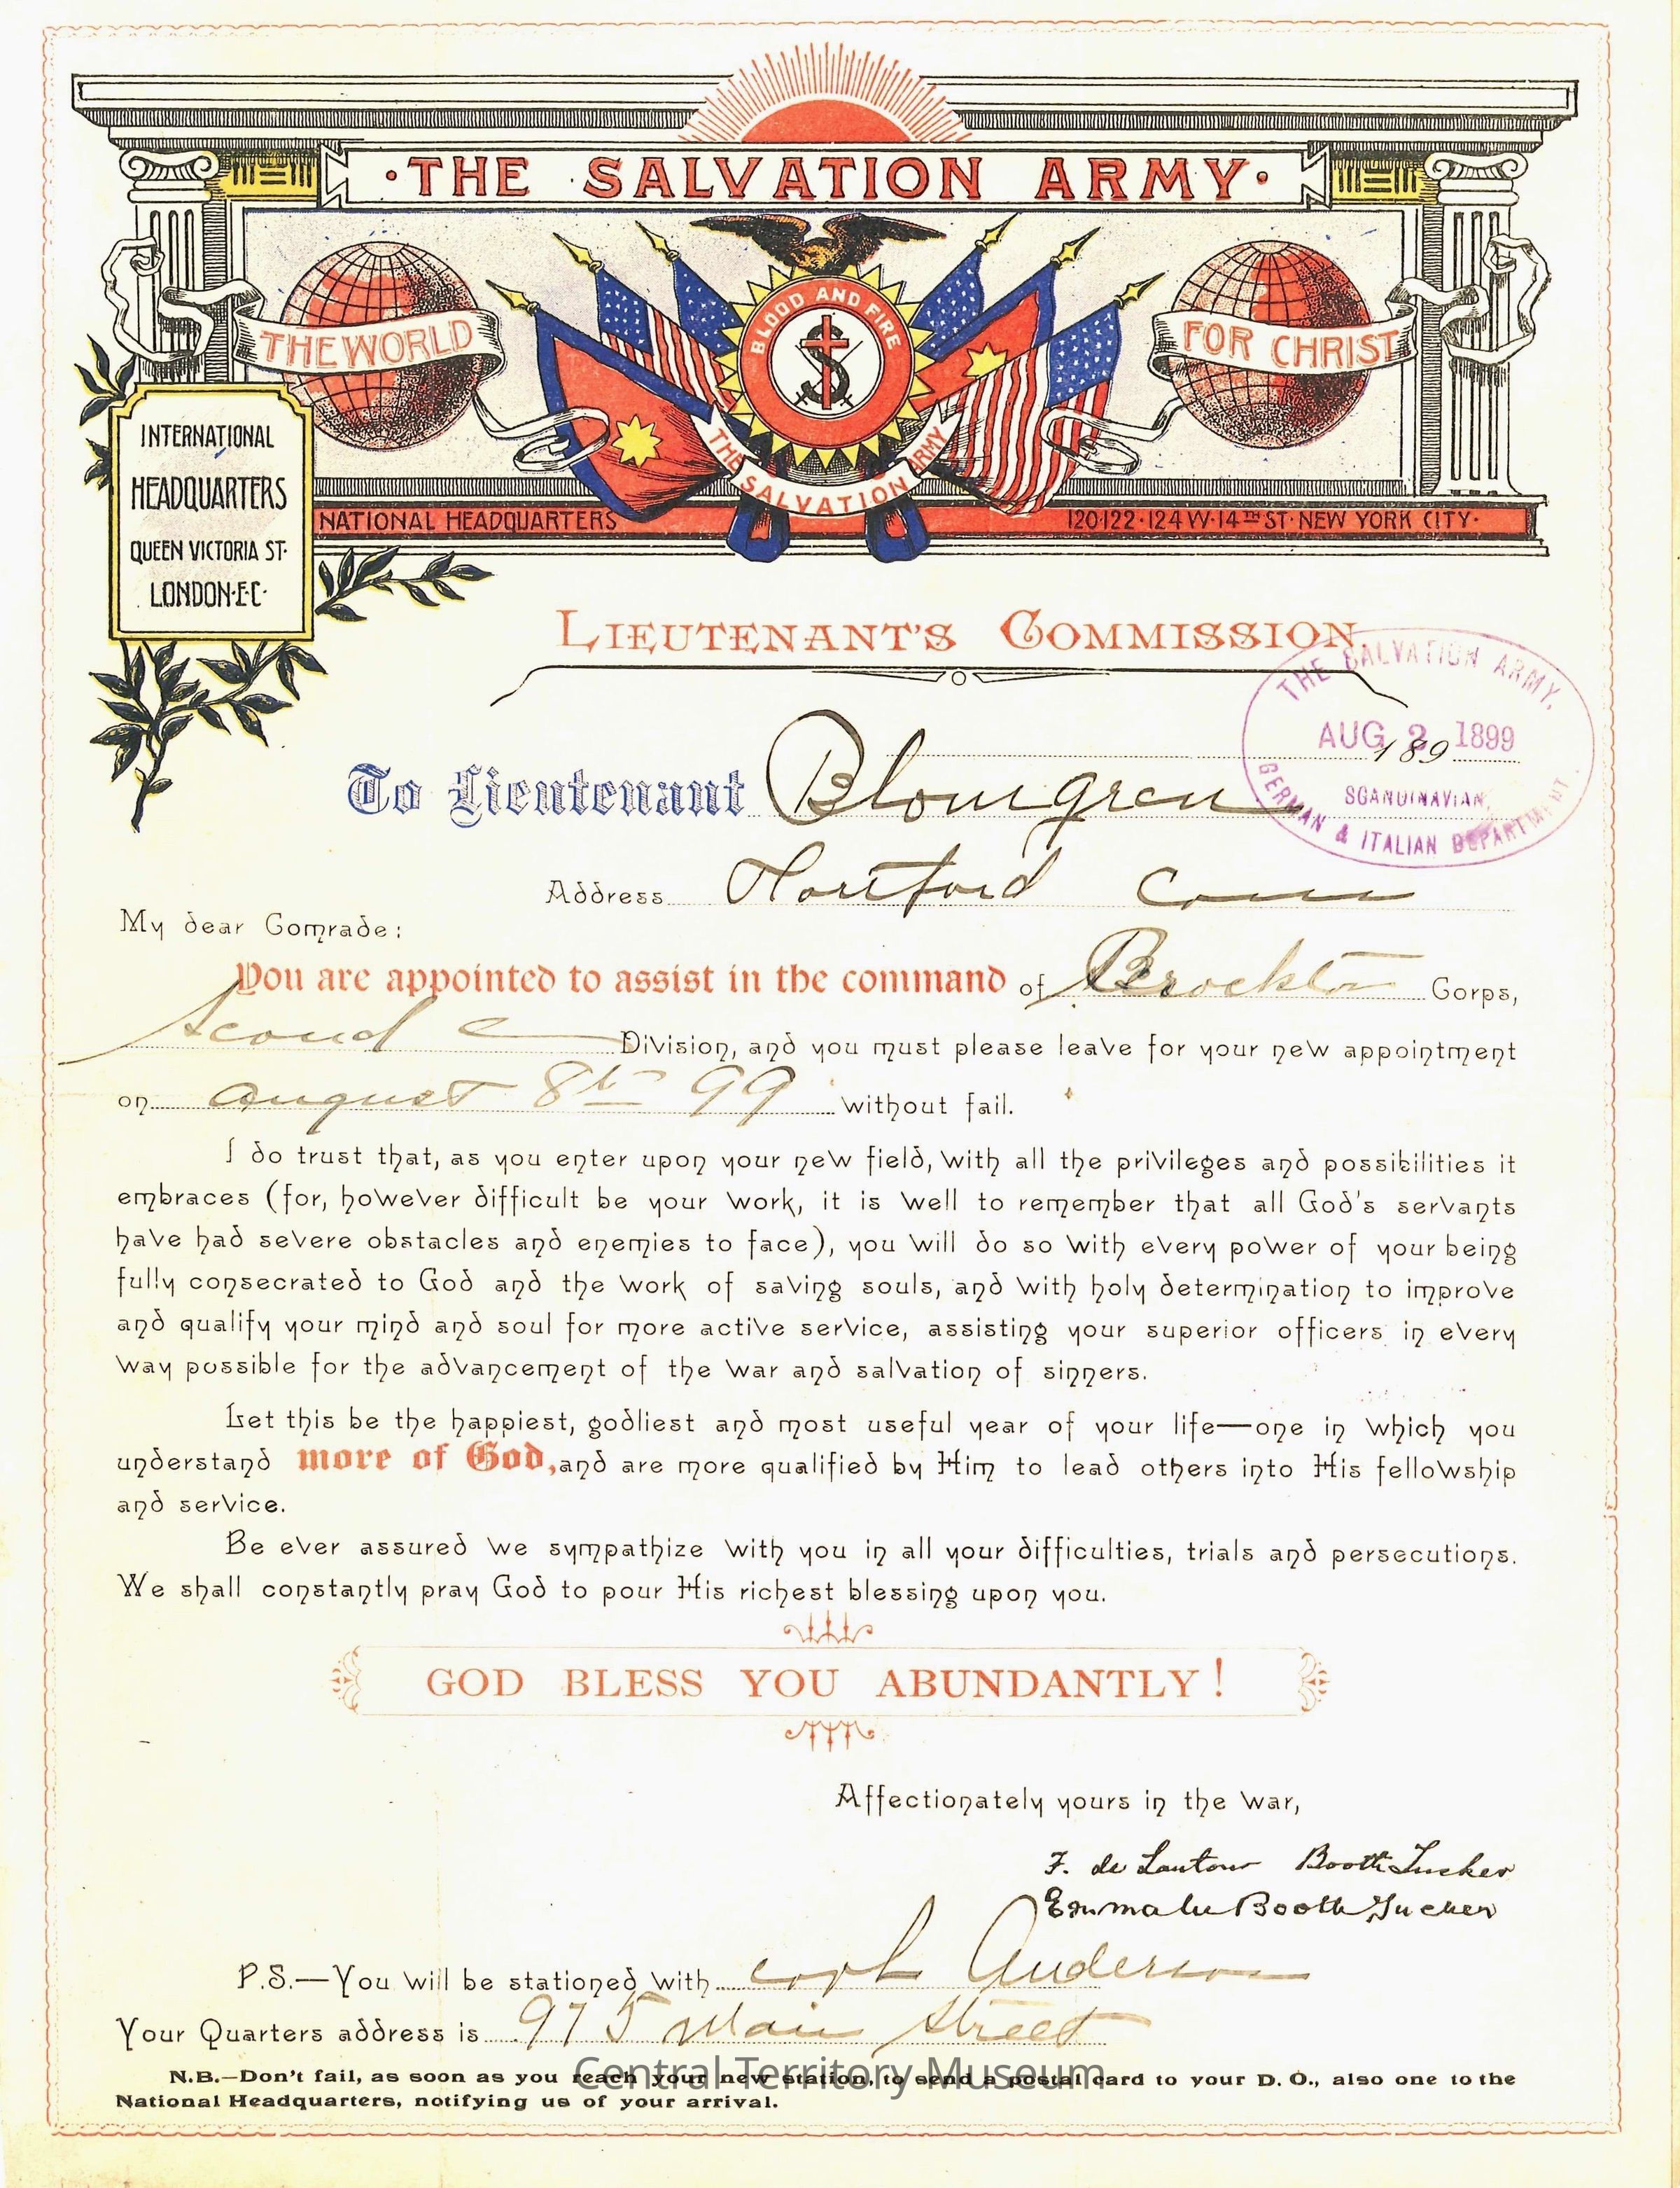 ·THE SALVATION ARMY·
BLOOD AND FIRE
S
THE WORLD
FOR CHRIST
THE SALVATION ARMY
INTERNATIONAL
HEADQUARTERS
QUEEN VICTORIA ST·
LONDON·E·C·
NATIONAL HEADQUARTERS 120·122·124 W·14TH ST·NEW YORK CITY·
LIEUTENANT'S COMMISSION
THE SALVATION ARMY.
AUG 2 1899
SCANDINAVIAN,
GERMAN & ITALIAN DEPARTMENT.
189
To Lieutenant Blomgren
Address Hartford Conn
My dear Comrade:
You are appointed to assist in the command of Brockton Corps,
Scand Division, and you must please leave for your new appointment
on August 8th 99 without fail.
I do trust that, as you enter upon your new field, with all the privileges and possibilities it
embraces (for, however difficult be your work, it is well to remember that all God's servants
have had severe obstacles and enemies to face), you will do so with every power of your being
fully consecrated to God and the work of saving souls, and with holy determination to improve
and qualify your mind and soul for more active service, assisting your superior officers in every
way possible for the advancement of the war and salvation of sinners.
Let this be the happiest, godliest and most useful year of your life—one in which you
understand more of God, and are more qualified by Him to lead others into His fellowship
and service.
Be ever assured we sympathize with you in all your difficulties, trials and persecutions.
We shall constantly pray God to pour His richest blessing upon you.
GOD BLESS YOU ABUNDANTLY!
Affectionately yours in the war,
F. de Lautour Booth Tucker
Emma Booth Tucker
P.S.—You will be stationed with Anderson
Your Quarters address is 975 Main Street
N.B.—Don't fail, as soon as you reach your new station, to send a postal card to your D. O., also one to the
National Headquarters, notifying us of your arrival.
Central Territory Museum